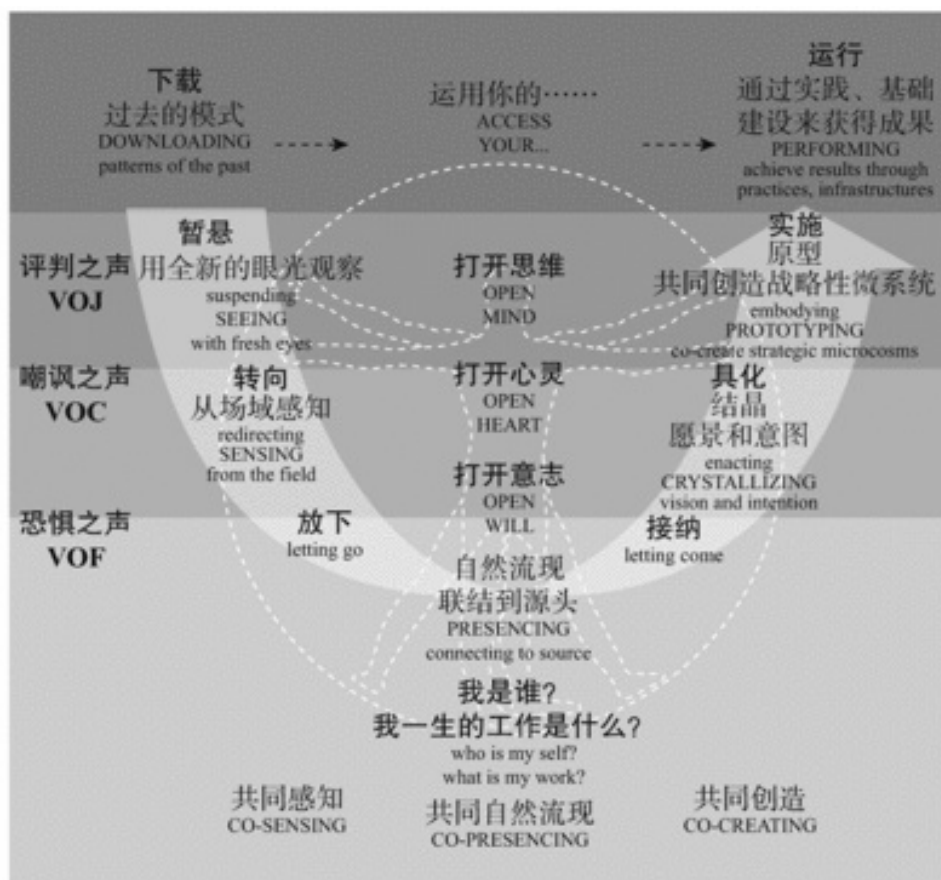 下载
过去的模式
DOWNLOADING
patterns of the past
运用你的……
ACCESS
YOUR...
运行
通过实践、基础
建设来获得成果
PERFORMING
achieve results through
practices, infrastructures
评判之声
VOJ
暂悬
用全新的眼光观察
suspending
SEEING
with fresh eyes
打开思维
OPEN
MIND
实施
原型
共同创造战略性微系统
embodying
PROTOTYPING
co-create strategic microcosms
嘲讽之声
VOC
转向
从场域感知
redirecting
SENSING
from the field
打开心灵
OPEN
HEART
具化
结晶
愿景和意图
enacting
CRYSTALLIZING
vision and intention
恐惧之声
VOF
放下
letting go
打开意志
OPEN
WILL
接纳
letting come
自然流现
联结到源头
PRESENCING
connecting to source
我是谁?
我一生的工作是什么?
who is my self?
what is my work?
共同感知
CO-SENSING
共同自然流现
CO-PRESENCING
共同创造
CO-CREATING